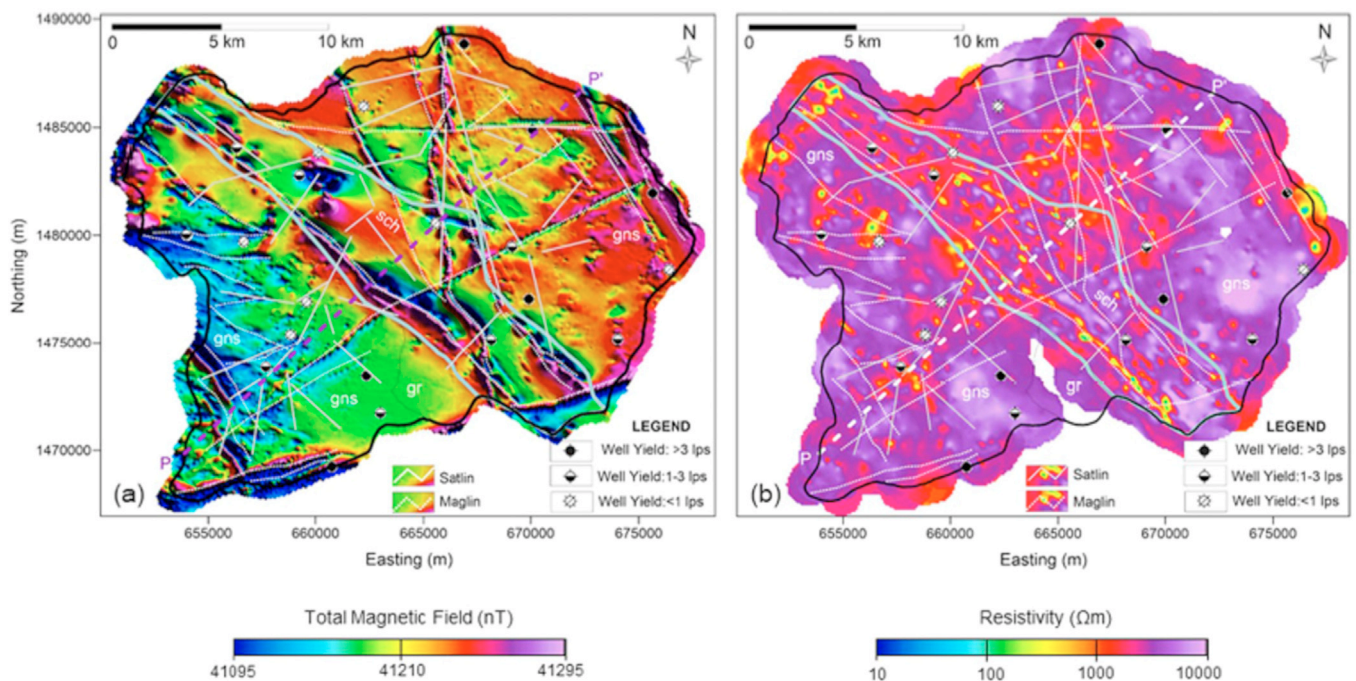 1490000
1485000
1480000
1475000
1470000
Northing (m)
0 5 km 10 km
N
P'
gns
sch
gns
gns
gr
P
(a)
Satlin
Maglin
LEGEND
Well Yield: >3 lps
Well Yield:1-3 lps
Well Yield:<1 lps
655000 660000 665000 670000 675000
Easting (m)
Total Magnetic Field (nT)
41095 41210 41295
0 5 km 10 km
N
P'
gns
sch
gns
gns
gr
P
(b)
Satlin
Maglin
LEGEND
Well Yield: >3 lps
Well Yield:1-3 lps
Well Yield:<1 lps
655000 660000 665000 670000 675000
Easting (m)
Resistivity (Ωm)
10 100 1000 10000